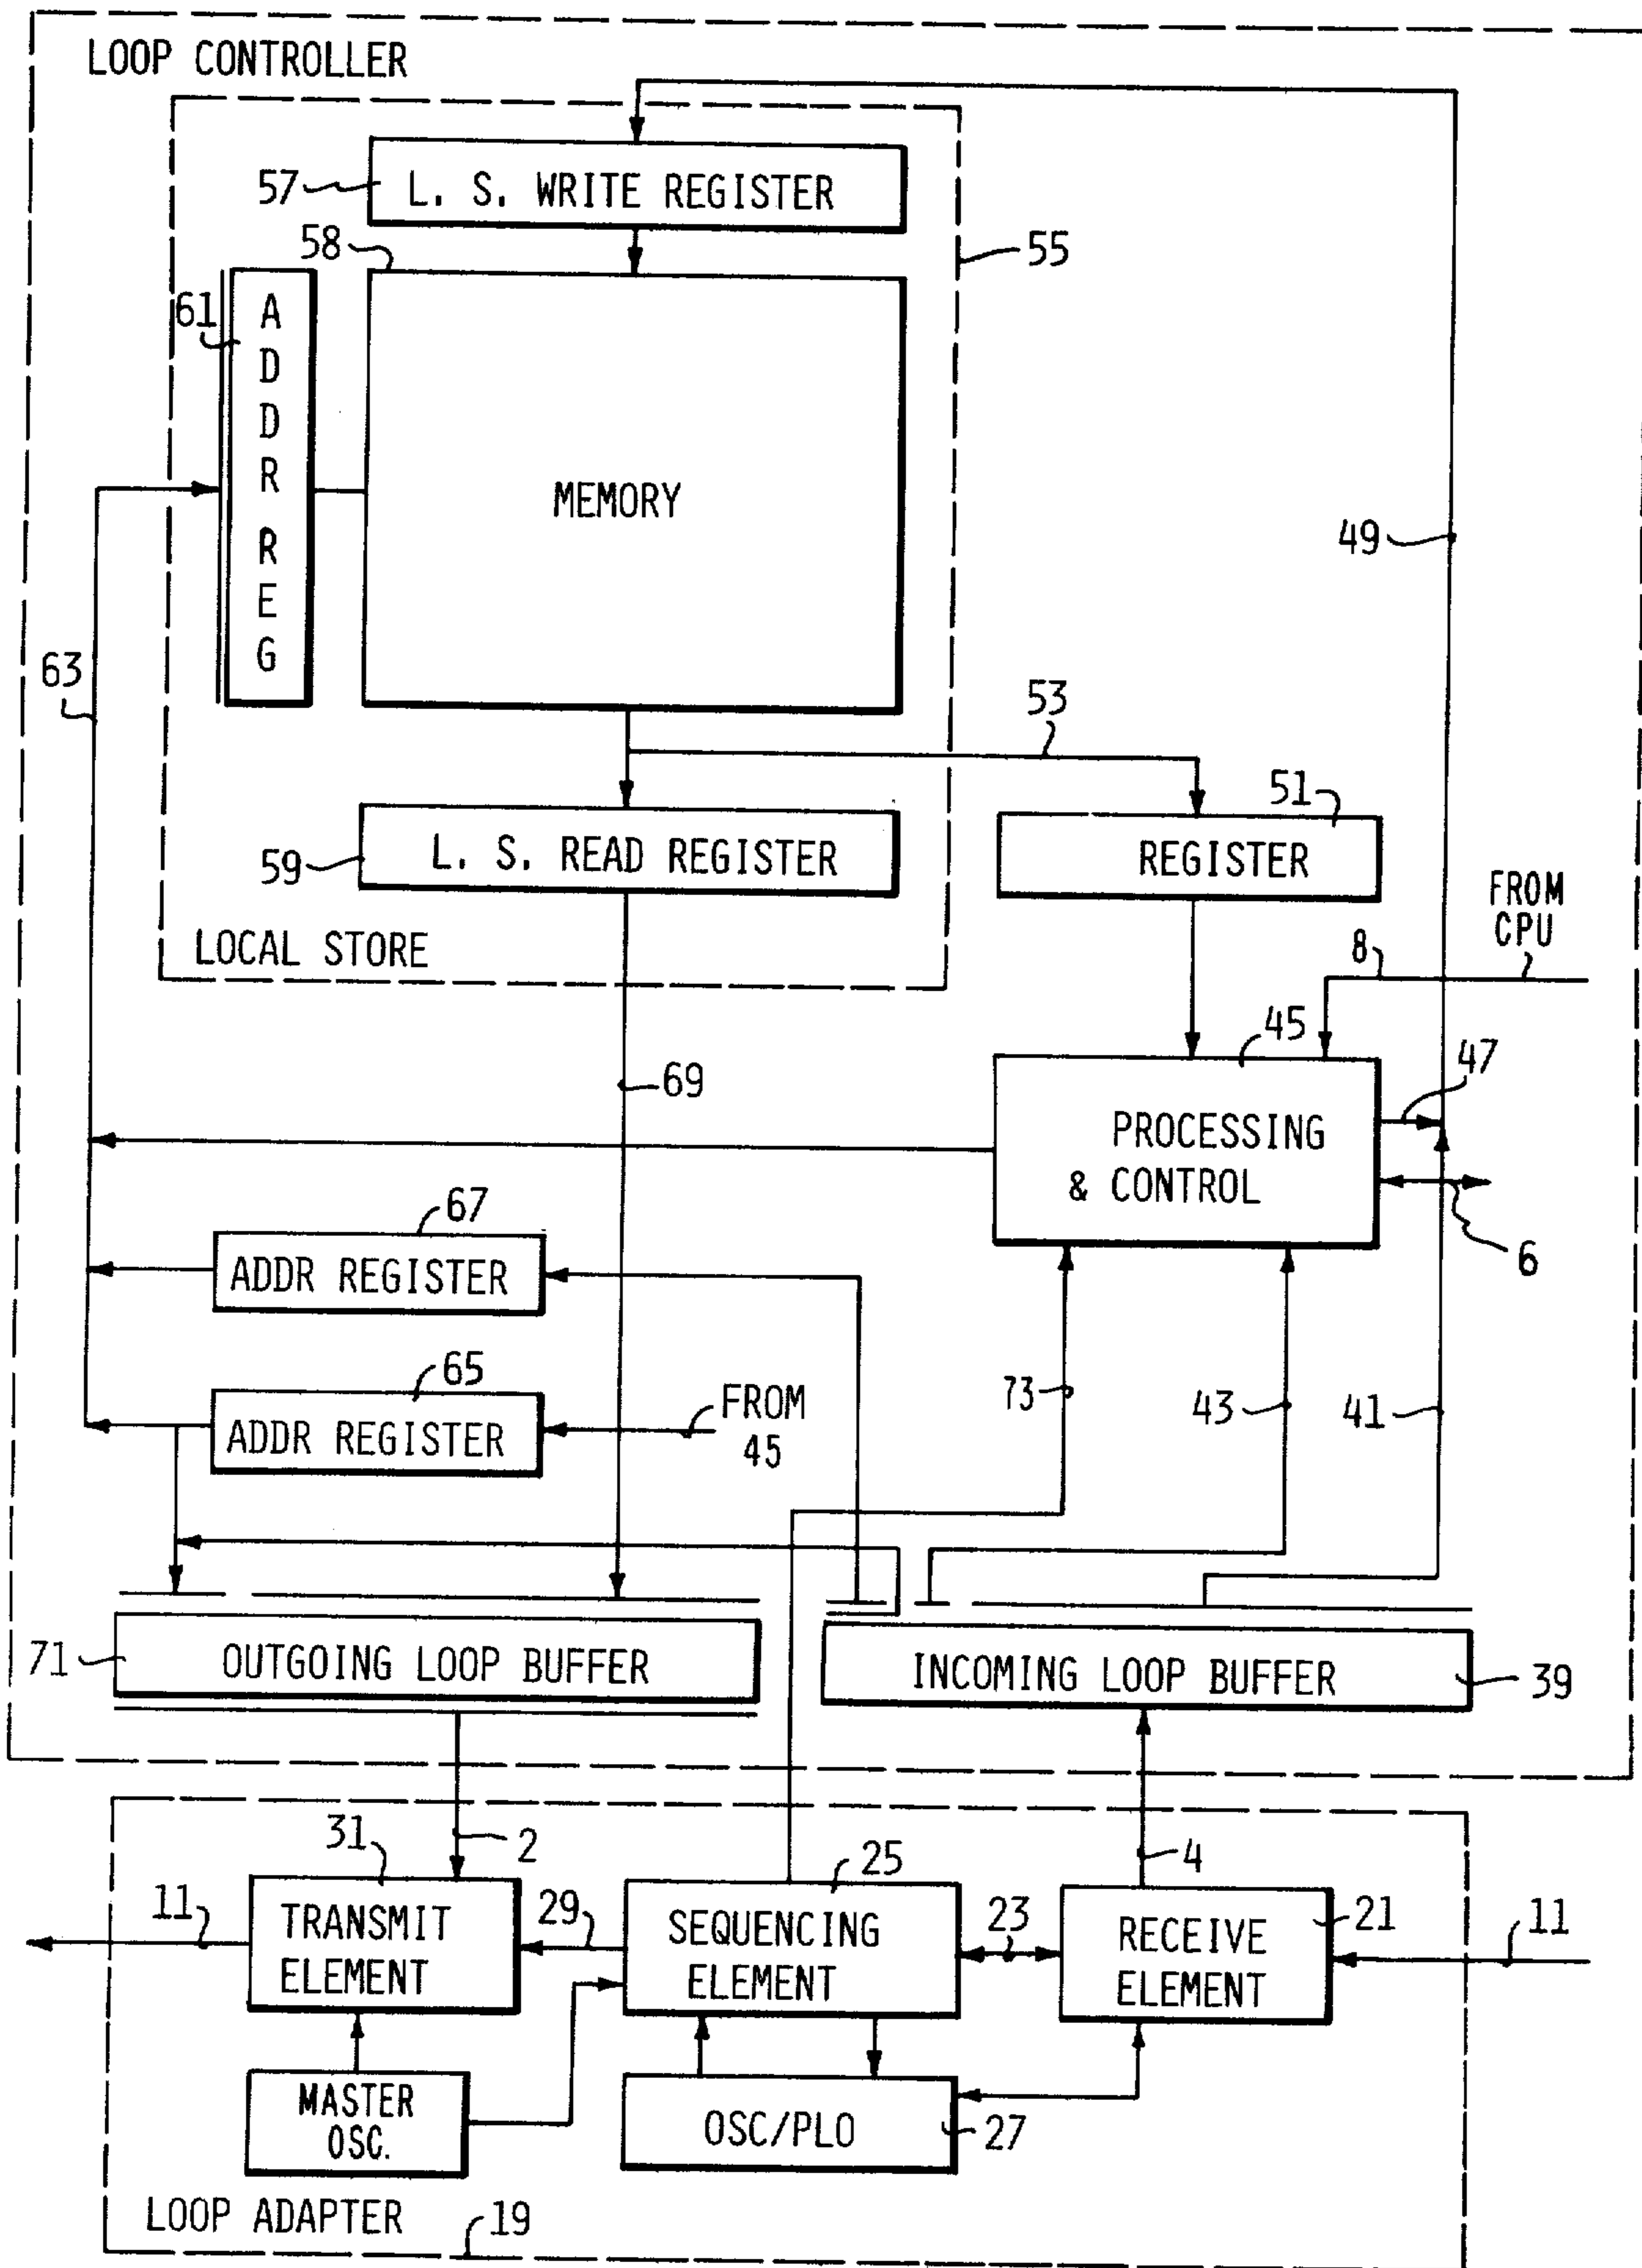 LOOP CONTROLLER
57
L. S. WRITE REGISTER
58
55
61
ADDR REG
MEMORY
49
63
53
51
59
L. S. READ REGISTER
REGISTER
FROM
CPU
LOCAL STORE
8
45
47
69
PROCESSING
& CONTROL
67
6
ADDR REGISTER
65
73
43
41
FROM
45
ADDR REGISTER
71
OUTGOING LOOP BUFFER
INCOMING LOOP BUFFER
39
31
2
4
25
11
TRANSMIT
ELEMENT
29
SEQUENCING
ELEMENT
23
RECEIVE
ELEMENT
21
11
MASTER
OSC.
OSC/PLO
27
LOOP ADAPTER
19